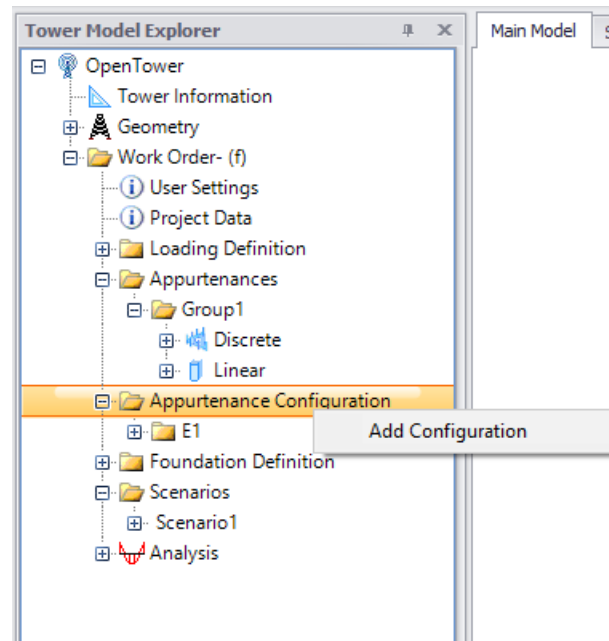 Tower Model Explorer
Main Model
OpenTower
Tower Information
Geometry
Work Order- (f)
User Settings
Project Data
Loading Definition
Appurtenances
Group1
Discrete
Linear
Appurtenance Configuration
Add Configuration
E1
Foundation Definition
Scenarios
Scenario1
Analysis